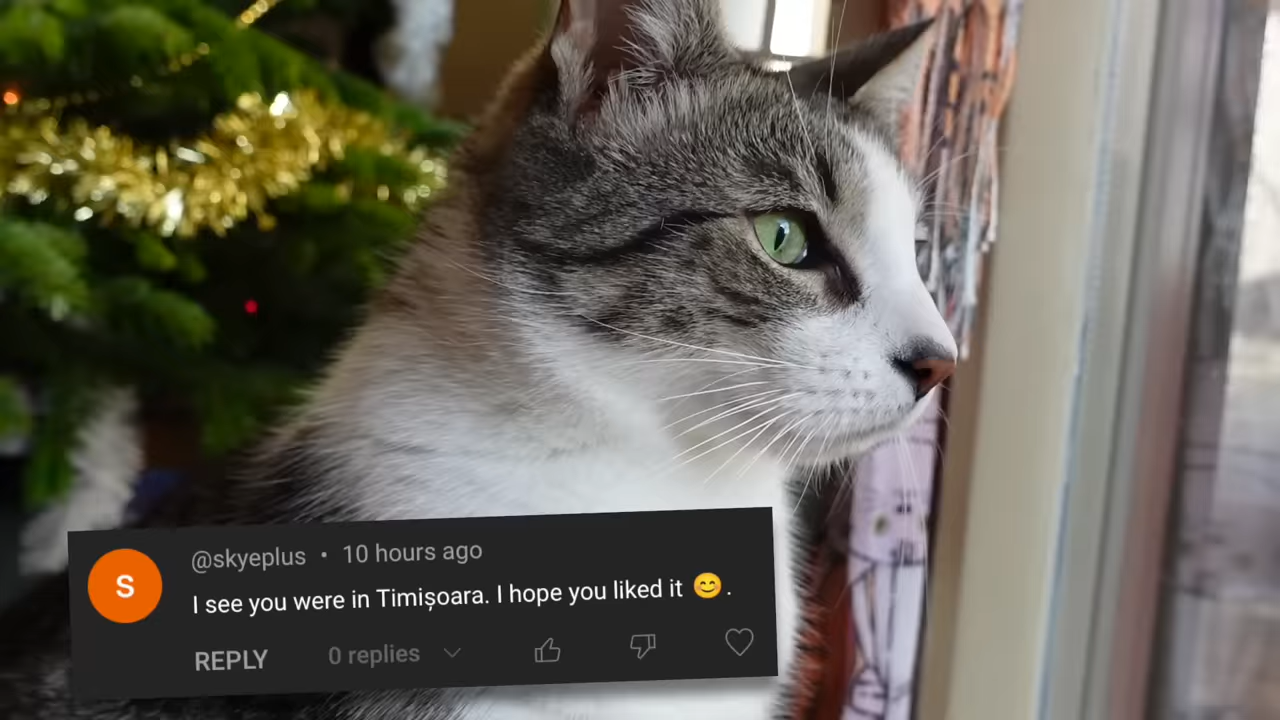 S
@skyeplus • 10 hours ago
I see you were in Timișoara. I hope you liked it 😊.
REPLY 0 replies